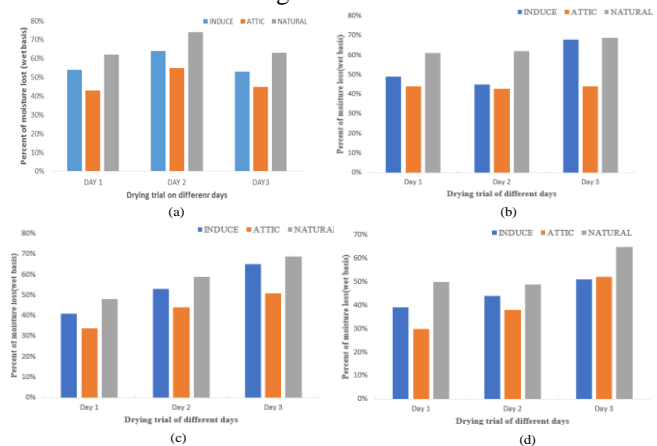 INDUCE ATTIC NATURAL
Percent of moisture lost (wet basis)
80%
70%
60%
50%
40%
30%
20%
10%
0%
DAY 1 DAY 2 DAY3
Drying trial on differenr days
(a)
INDUCE ATTIC NATURAL
Percent of moisture loss(wet basis)
80%
70%
60%
50%
40%
30%
20%
10%
0%
Day 1 Day 2 Day 3
Drying trial of different days
(b)
INDUCE ATTIC NATURAL
Percent of moisture loss(wet basis)
80%
70%
60%
50%
40%
30%
20%
10%
0%
Day 1 Day 2 Day 3
Drying trial of different days
(c)
INDUCE ATTIC NATURAL
Percent of moisture loss(wet basis)
70%
60%
50%
40%
30%
20%
10%
0%
Day 1 Day 2 Day 3
Drying trial of different days
(d)